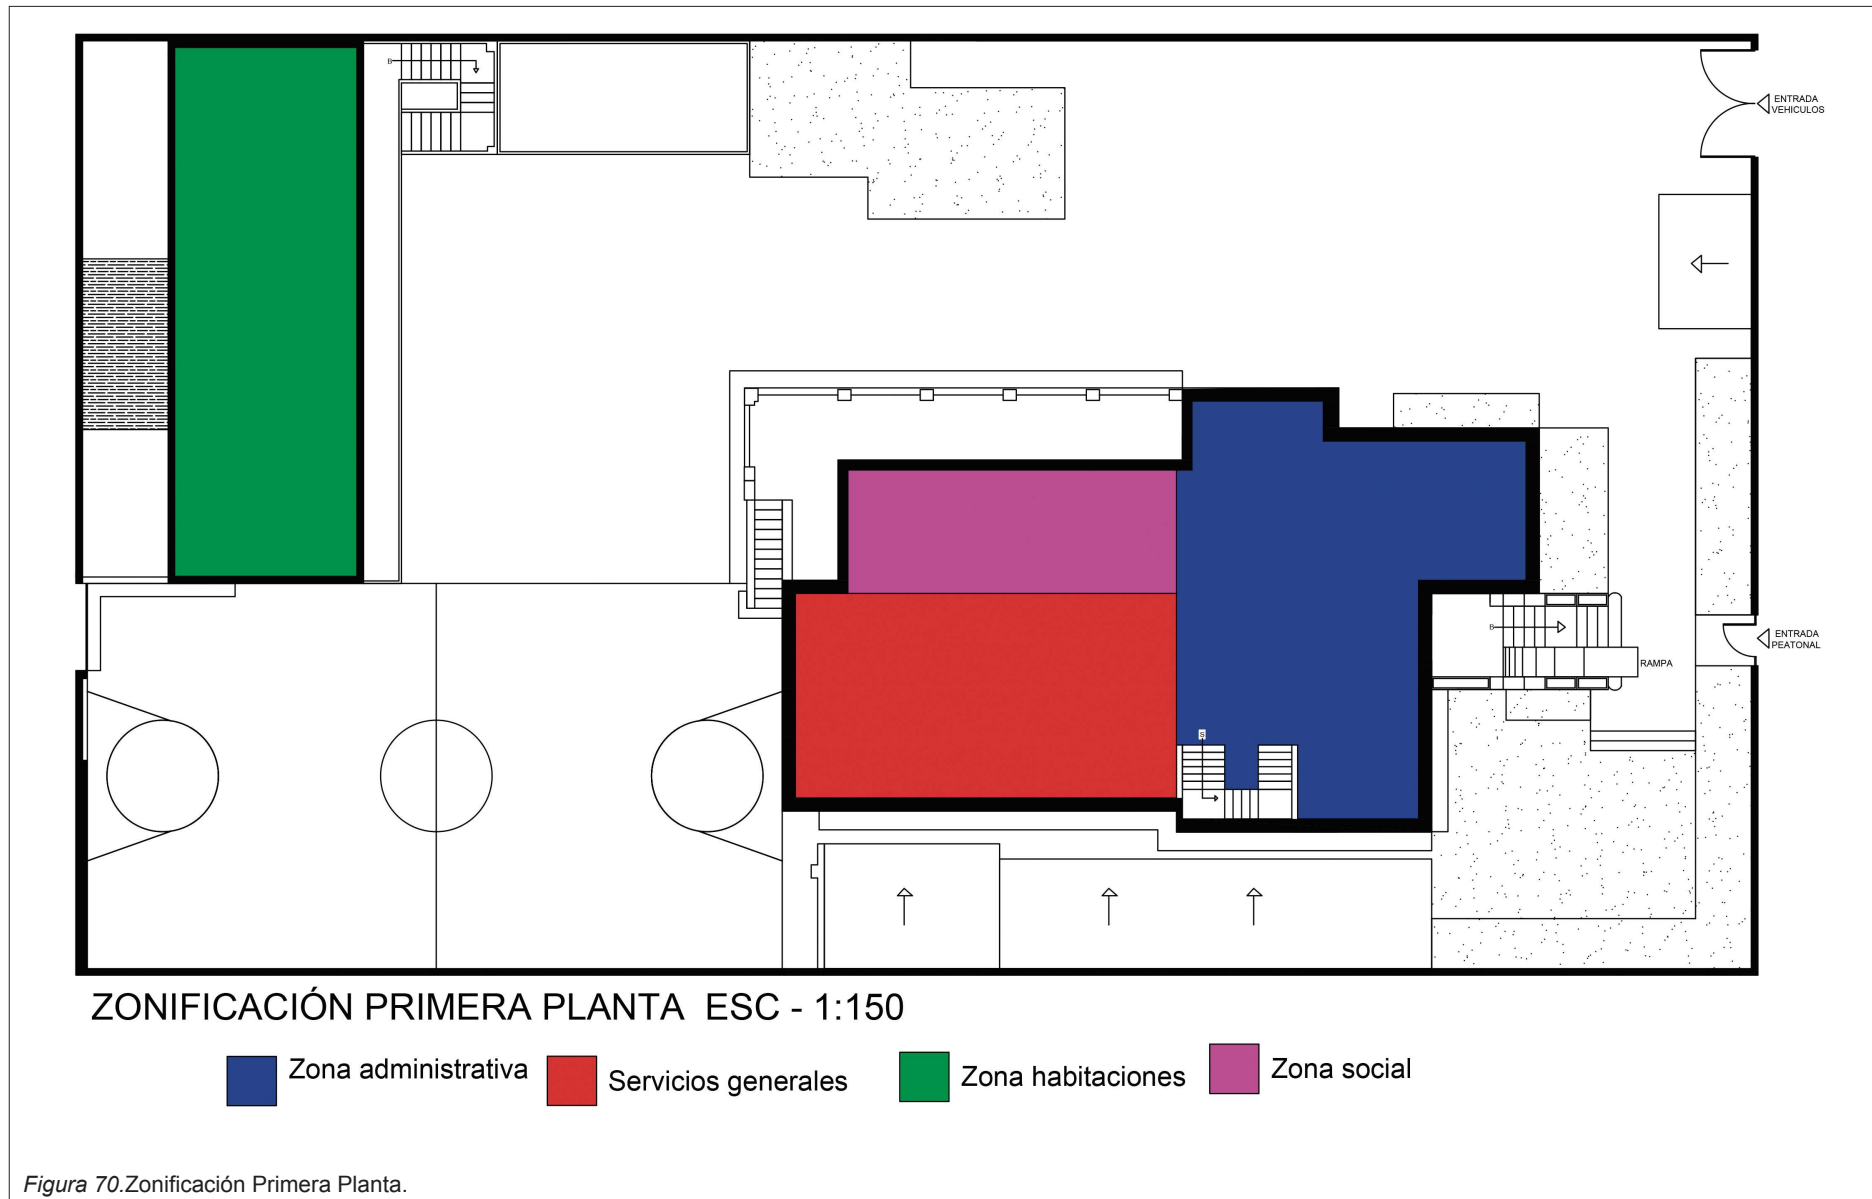 B
ENTRADA
VEHICULOS
B
ENTRADA
PEATONAL
RAMPA
S
ZONIFICACIÓN PRIMERA PLANTA ESC - 1:150
Zona administrativa
Servicios generales
Zona habitaciones
Zona social
Figura 70.Zonificación Primera Planta.